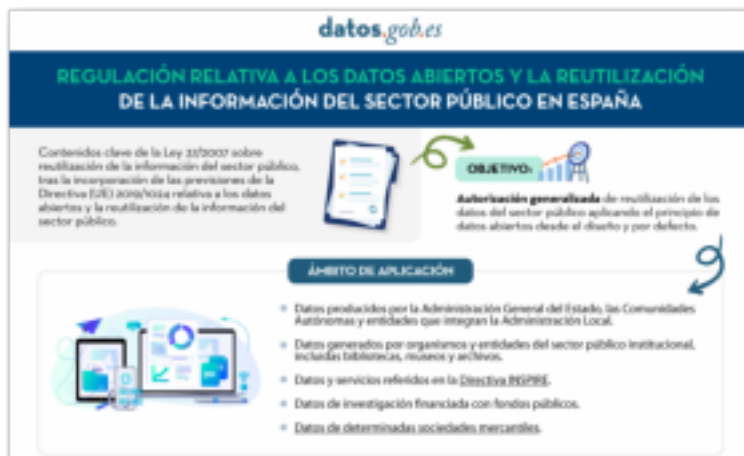 datos.gob.es
REGULACIÓN RELATIVA A LOS DATOS ABIERTOS Y LA REUTILIZACIÓN
DE LA INFORMACIÓN DEL SECTOR PÚBLICO EN ESPAÑA
Contenidos clave de la Ley 37/2007 sobre
reutilización de la información del sector público,
tras la incorporación de las previsiones de la
Directiva (UE) 2019/1024 relativa a los datos
abiertos y la reutilización de la información del
sector público.
OBJETIVO:
Autorización generalizada de reutilización de los
datos del sector público aplicando el principio de
datos abiertos desde el diseño y por defecto.
ÁMBITO DE APLICACIÓN
Datos producidos por la Administración General del Estado, las Comunidades
Autónomas y entidades que integran la Administración Local.
Datos generados por organismos y entidades del sector público institucional,
incluidas bibliotecas, museos y archivos.
Datos y servicios referidos en la Directiva INSPIRE.
Datos de investigación financiada con fondos públicos.
Datos de determinadas sociedades mercantiles.